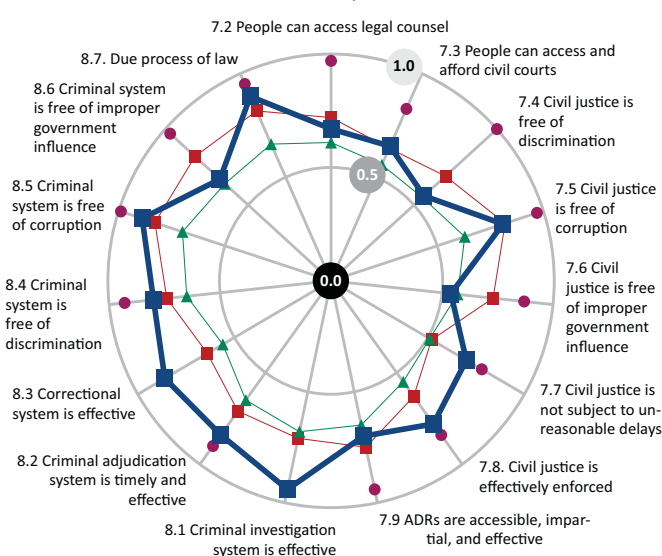 7.2 People can access legal counsel
8.7. Due process of law
1.0
7.3 People can access and
afford civil courts
8.6 Criminal system
is free of improper
government
influence
7.4 Civil justice is
free of
discrimination
0.5
8.5 Criminal
system is free
of corruption
7.5 Civil justice
is free of
corruption
0.0
8.4 Criminal
system is
free of
discrimination
7.6 Civil
justice is free
of improper
government
influence
8.3 Correctional
system is effective
7.7 Civil justice is
not subject to un-
reasonable delays
8.2 Criminal adjudication
system is timely and
effective
7.8. Civil justice is
effectively enforced
8.1 Criminal investigation
system is effective
7.9 ADRs are accessible, impar-
tial, and effective